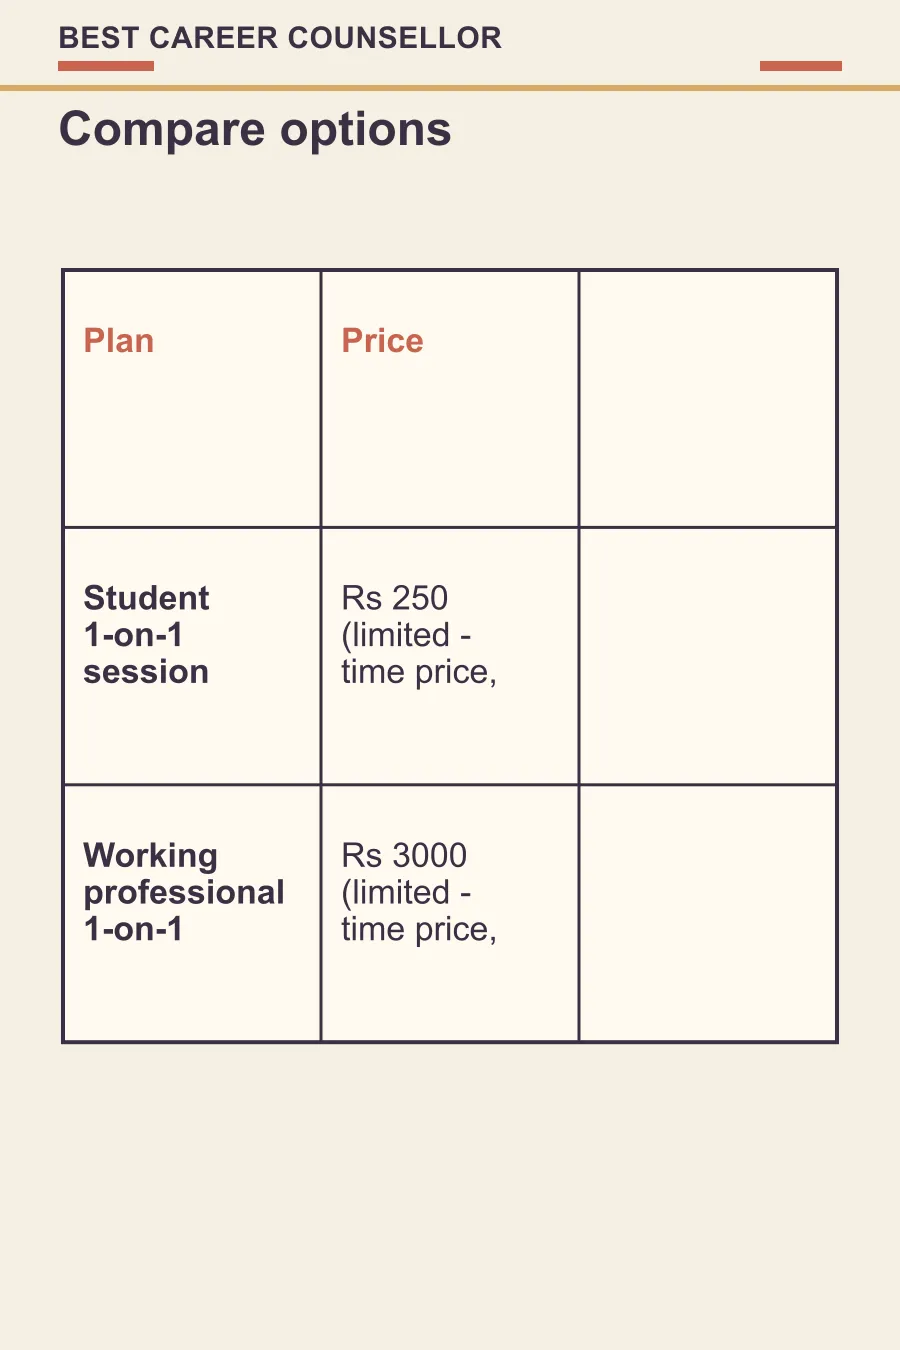 BEST CAREER COUNSELLOR
Compare options
Plan
Price
Student
1-on-1
session
Rs 250
(limited -
time price,
Working
professional
1-on-1
Rs 3000
(limited -
time price,